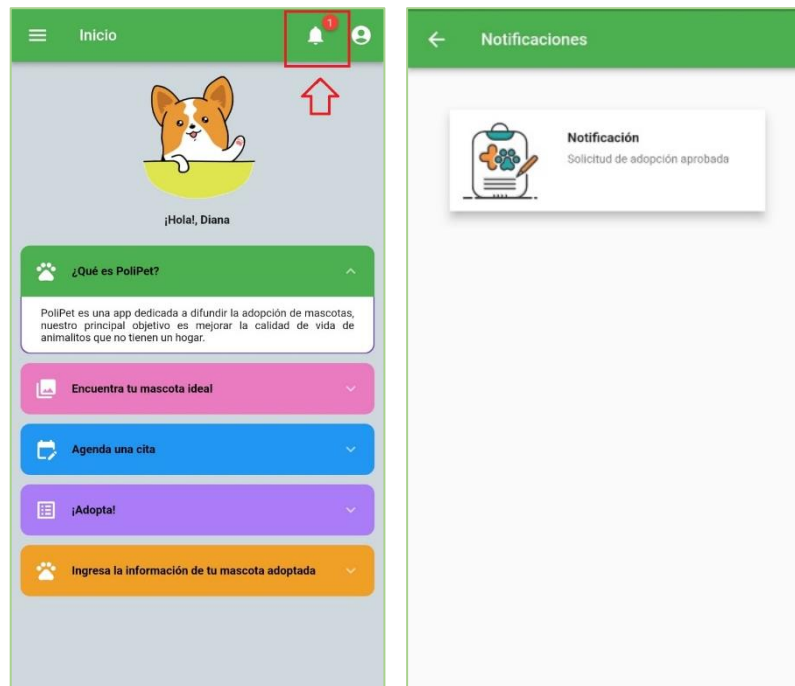 Inicio
1
¡Hola!, Diana
¿Qué es PoliPet?
PoliPet es una app dedicada a difundir la adopción de mascotas,
nuestro principal objetivo es mejorar la calidad de vida de
animalitos que no tienen un hogar.
Encuentra tu mascota ideal
Agenda una cita
¡Adopta!
Ingresa la información de tu mascota adoptada
Notificaciones
Notificación
Solicitud de adopción aprobada